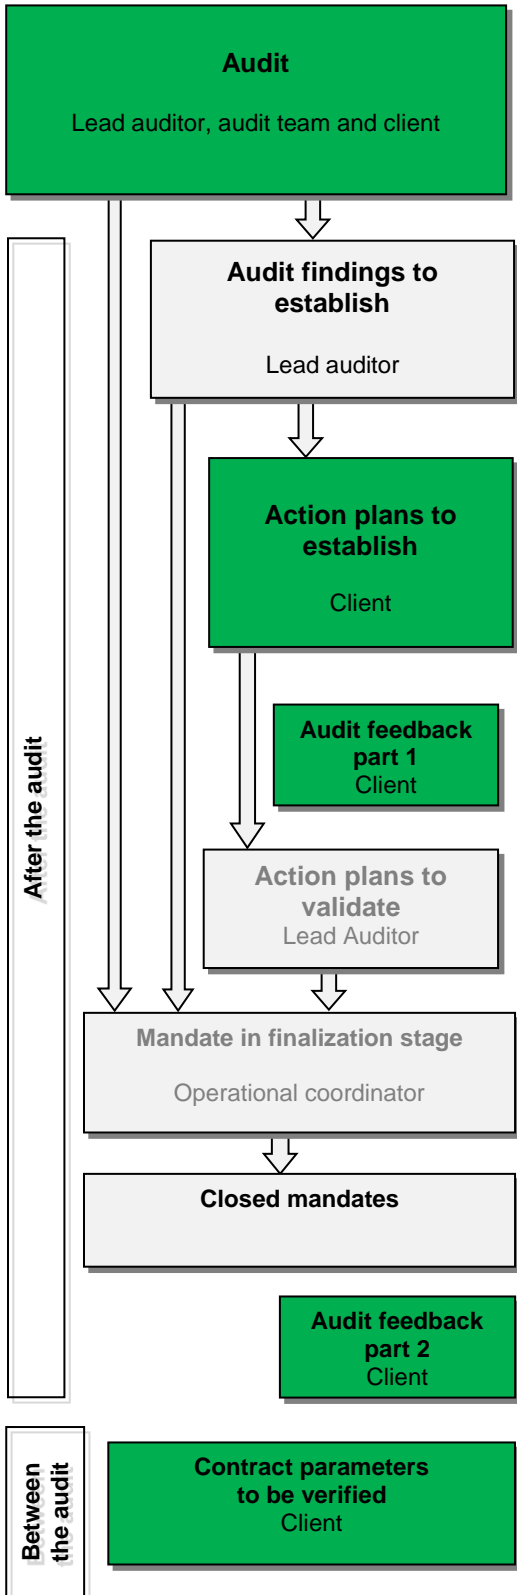 Audit
Lead auditor, audit team and client
Audit findings to
establish
Lead auditor
Action plans to
establish
Client
Audit feedback
part 1
Client
After the audit
Action plans to
validate
Lead Auditor
Mandate in finalization stage
Operational coordinator
Closed mandates
Audit feedback
part 2
Client
Between
the audit
Contract parameters
to be verified
Client